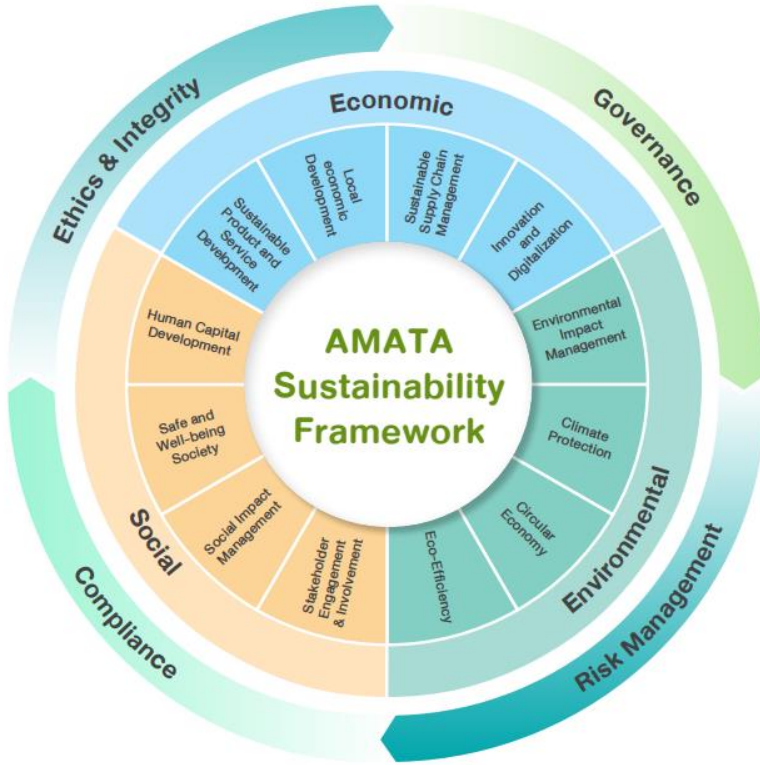 AMATA
Sustainability
Framework
Economic
Sustainable
Product and
Service
Development
Local
economic
Development
Sustainable
Supply Chain
Management
Innovation
and
Digitalization
Environmental
Environmental
Impact
Management
Climate
Protection
Circular
Economy
Eco-Efficiency
Social
Stakeholder
Engagement
& Involvement
Social Impact
Management
Safe and
Well-being
Society
Human Capital
Development
Ethics & Integrity
Governance
Risk Management
Compliance